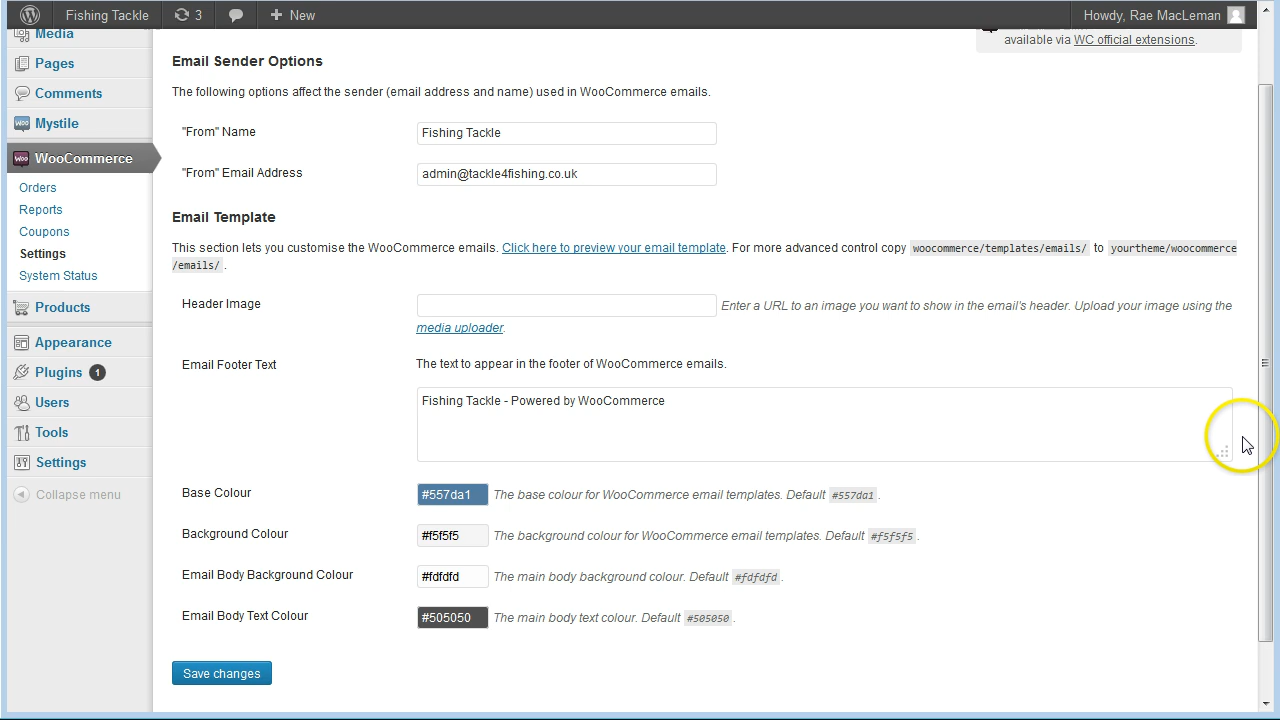 Fishing Tackle
3
New
Howdy, Rae MacLeman
available via WC official extensions.
Media
Pages
Comments
Woo
Mystile
Woo
WooCommerce
Orders
Reports
Coupons
Settings
System Status
Products
Appearance
Plugins 1
Users
Tools
Settings
Collapse menu
Email Sender Options
The following options affect the sender (email address and name) used in WooCommerce emails.
"From" Name
Fishing Tackle
"From" Email Address
admin@tackle4fishing.co.uk
Email Template
This section lets you customise the WooCommerce emails. Click here to preview your email template. For more advanced control copy woocommerce/templates/emails/ to yourtheme/woocommerce
/emails/ .
Header Image
Enter a URL to an image you want to show in the email's header. Upload your image using the
media uploader.
Email Footer Text
The text to appear in the footer of WooCommerce emails.
Fishing Tackle - Powered by WooCommerce
Base Colour
#557da1 The base colour for WooCommerce email templates. Default #557da1 .
Background Colour
#f5f5f5 The background colour for WooCommerce email templates. Default #f5f5f5 .
Email Body Background Colour
#fdfdfd The main body background colour. Default #fdfdfd .
Email Body Text Colour
#505050 The main body text colour. Default #505050 .
Save changes